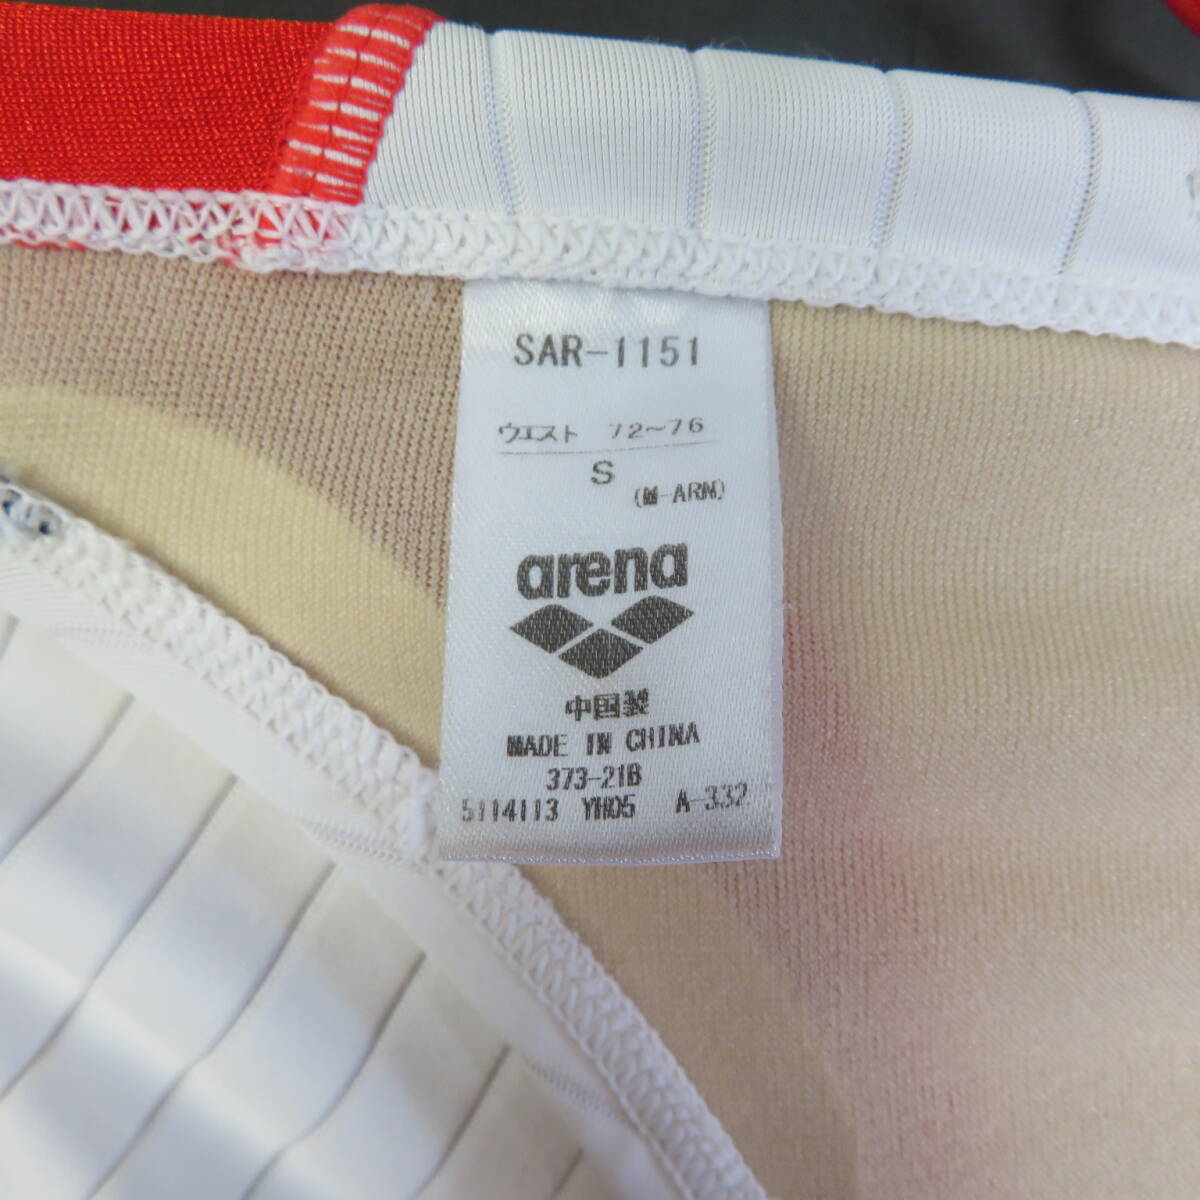 SAR-1151
ウエスト 72~76
S
(M-ARM)
arena
中国製
MADE IN CHINA
373-21B
5114113 YH05 A-332